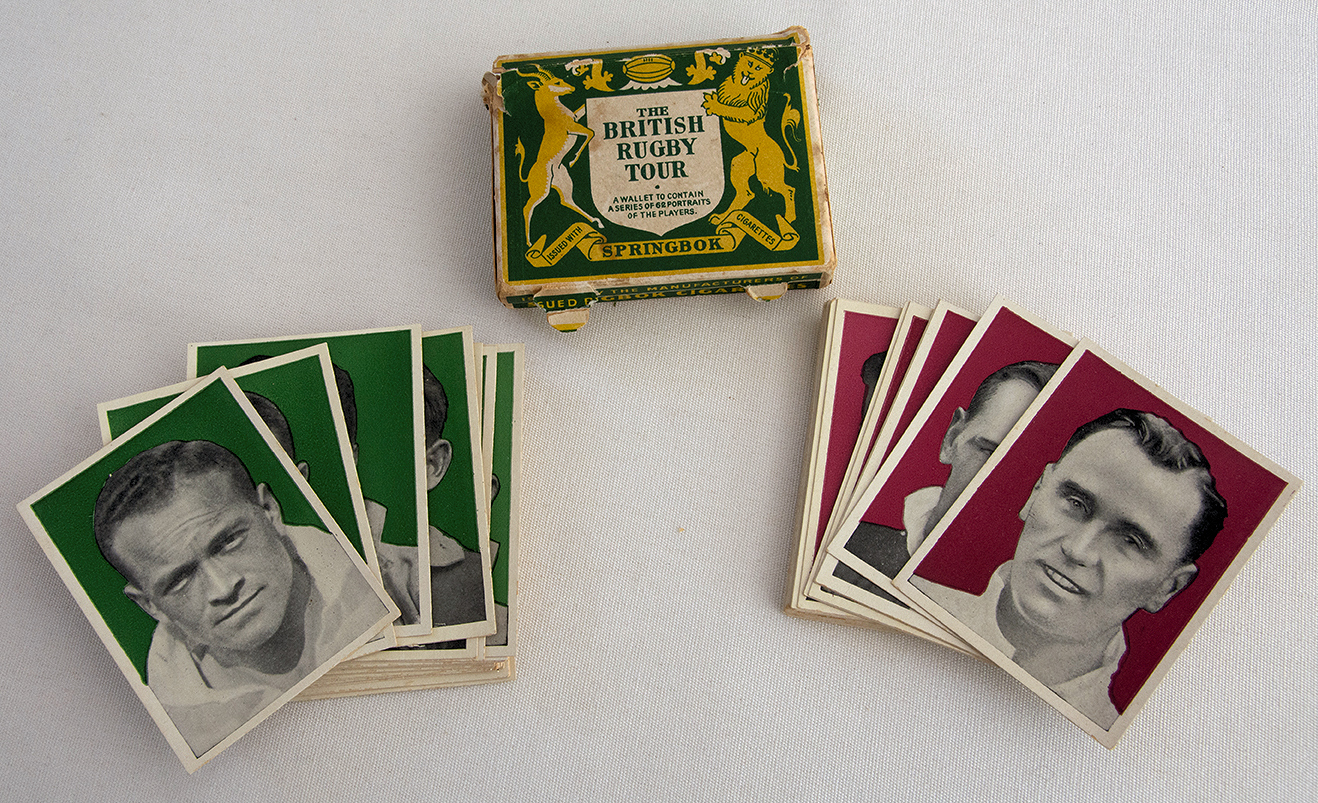 THE
BRITISH
RUGBY
TOUR
A WALLET TO CONTAIN
A SERIES OF 62 PORTRAITS
OF THE PLAYERS.
ISSUED WITH
SPRINGBOK
CIGARETTES
THE MANUFACTURERS OF